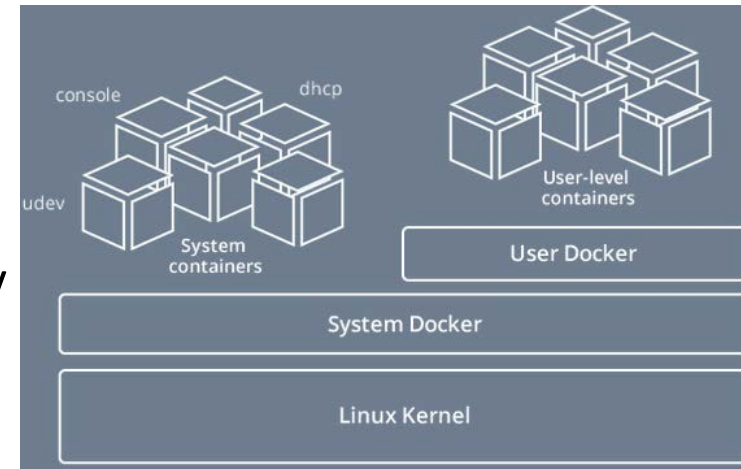 console
dhcp
udev
System
containers
User-level
containers
User Docker
System Docker
Linux Kernel